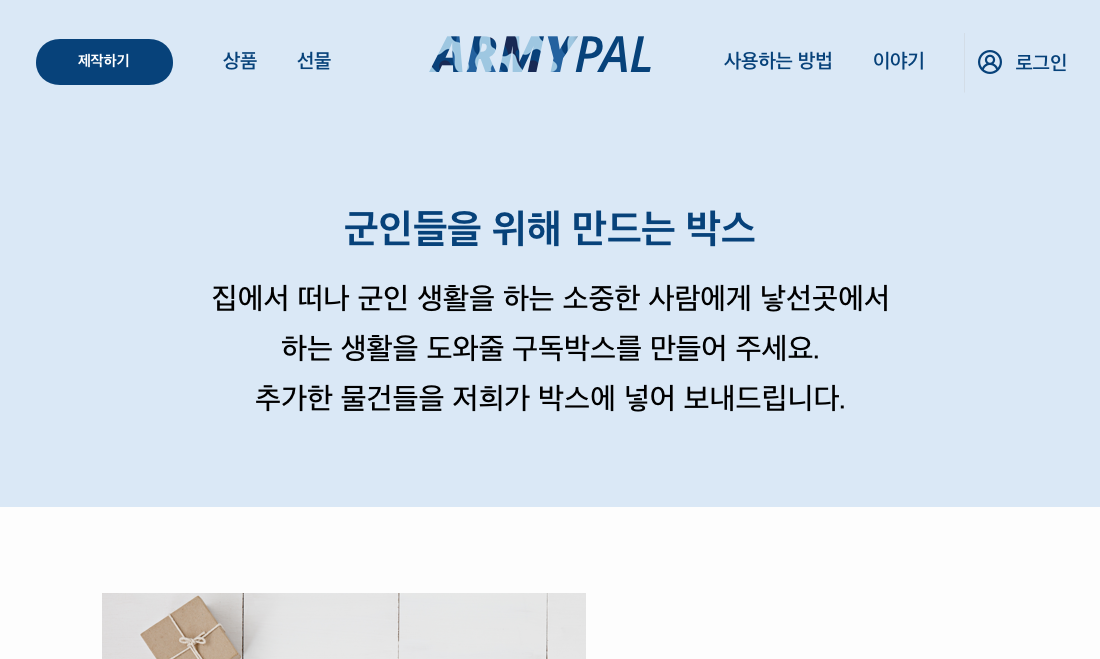 제작하기
상품
선물
ARMYPAL
사용하는 방법
이야기
로그인
군인들을 위해 만드는 박스
집에서 떠나 군인 생활을 하는 소중한 사람에게 낯선곳에서
하는 생활을 도와줄 구독박스를 만들어 주세요.
추가한 물건들을 저희가 박스에 넣어 보내드립니다.